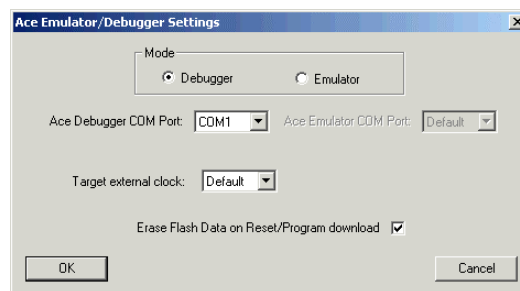 Ace Emulator/Debugger Settings
Mode
Debugger Emulator
Ace Debugger COM Port: COM1 Ace Emulator COM Port: Default
Target external clock: Default
Erase Flash Data on Reset/Program download
OK Cancel